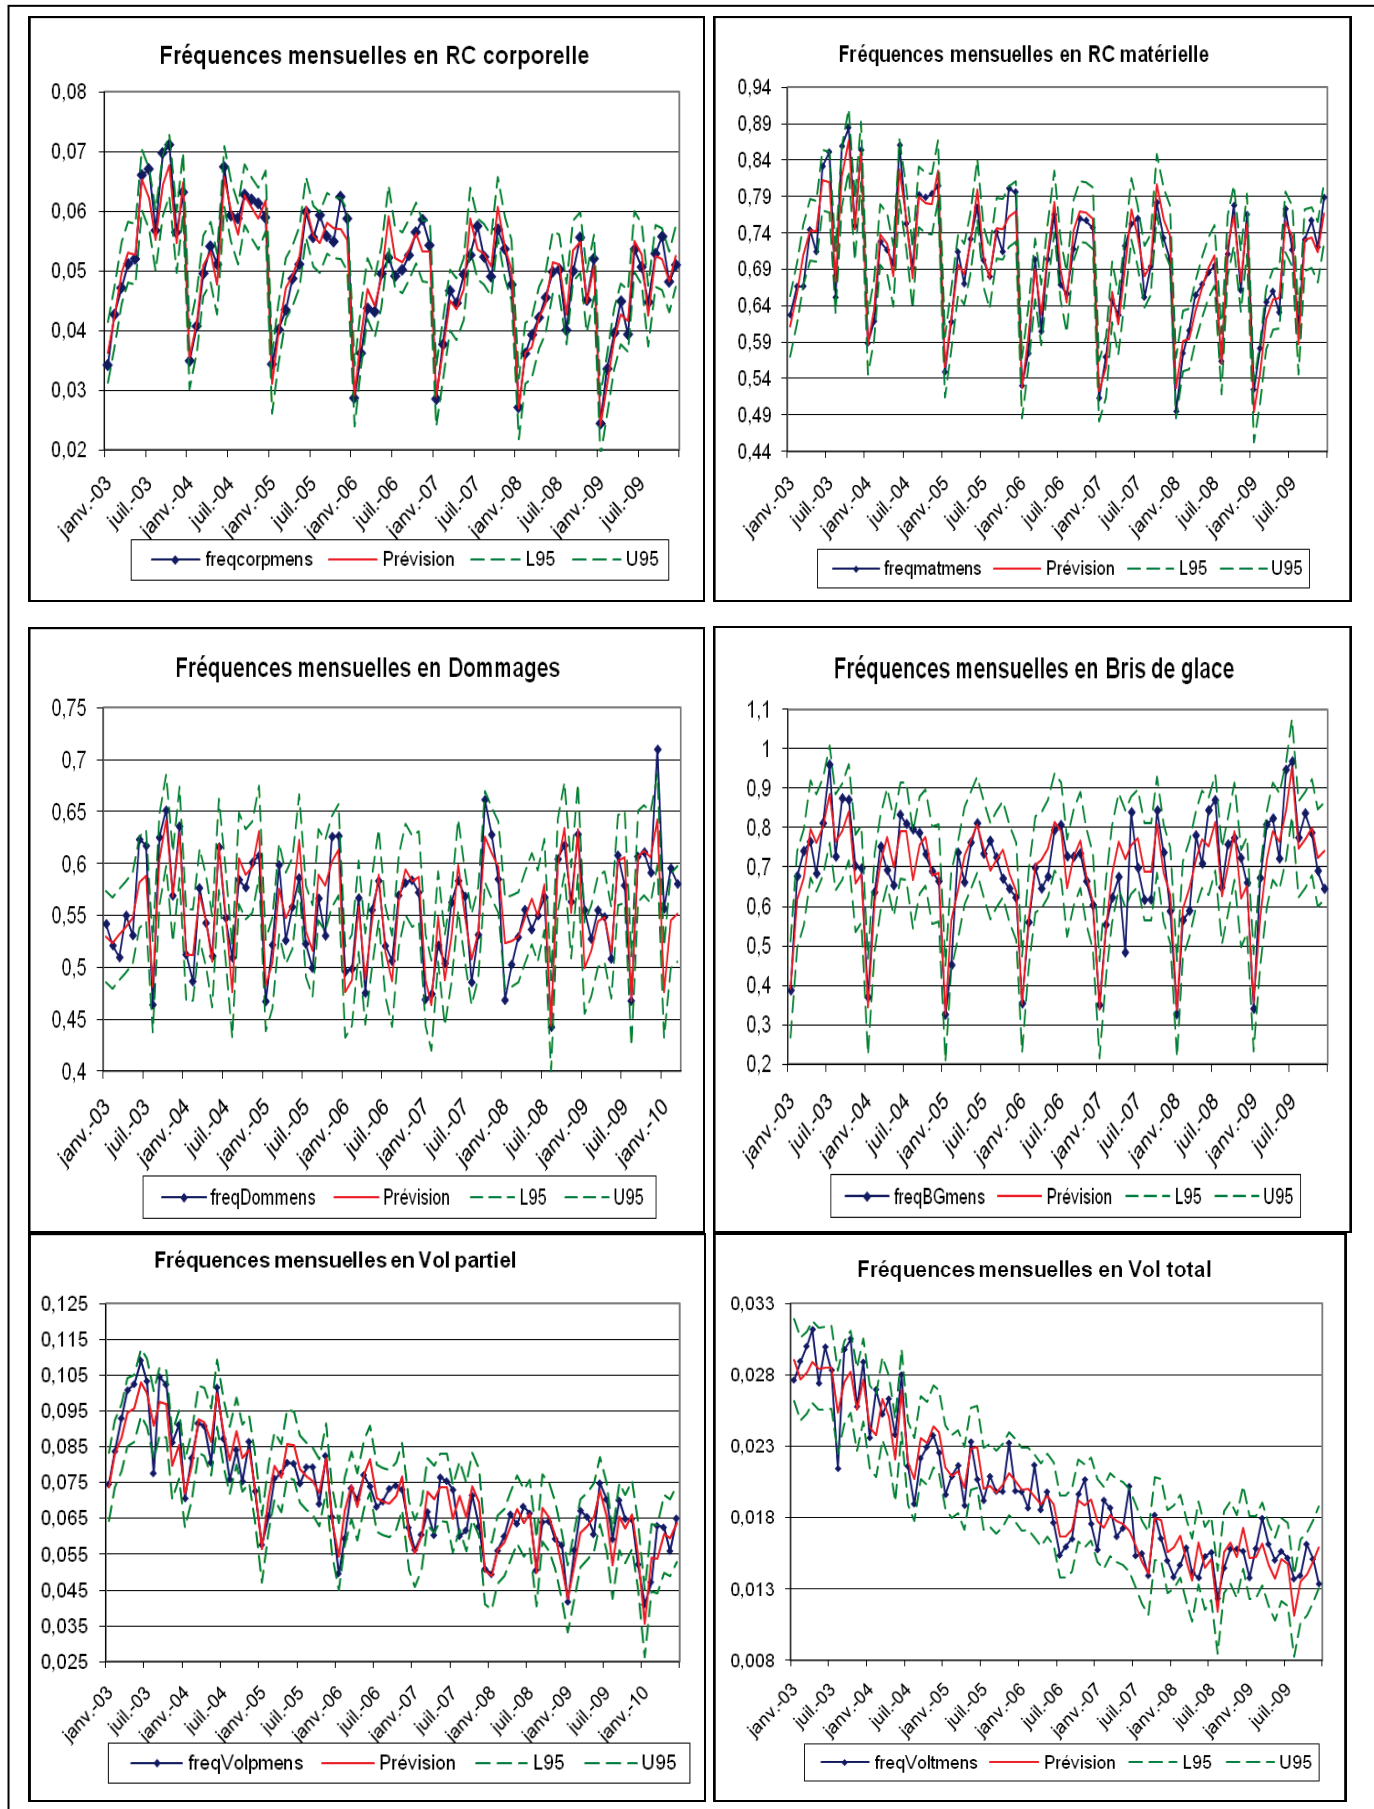 Fréquences mensuelles en RC corporelle
0,08
0,07
0,06
0,05
0,04
0,03
0,02
janv.-03
juil.-03
janv.-04
juil.-04
janv.-05
juil.-05
janv.-06
juil.-06
janv.-07
juil.-07
janv.-08
juil.-08
janv.-09
juil.-09
freqcorpmens Prévision L95 U95
Fréquences mensuelles en RC matérielle
0,94
0,89
0,84
0,79
0,74
0,69
0,64
0,59
0,54
0,49
0,44
janv.-03
juil.-03
janv.-04
juil.-04
janv.-05
juil.-05
janv.-06
juil.-06
janv.-07
juil.-07
janv.-08
juil.-08
janv.-09
juil.-09
freqmatmens Prévision L95 U95
Fréquences mensuelles en Dommages
0,75
0,7
0,65
0,6
0,55
0,5
0,45
0,4
janv.-03
juil.-03
janv.-04
juil.-04
janv.-05
juil.-05
janv.-06
juil.-06
janv.-07
juil.-07
janv.-08
juil.-08
janv.-09
juil.-09
janv.-10
freqDommens Prévision L95 U95
Fréquences mensuelles en Bris de glace
1,1
1
0,9
0,8
0,7
0,6
0,5
0,4
0,3
0,2
janv.-03
juil.-03
janv.-04
juil.-04
janv.-05
juil.-05
janv.-06
juil.-06
janv.-07
juil.-07
janv.-08
juil.-08
janv.-09
juil.-09
freqBGmens Prévision L95 U95
Fréquences mensuelles en Vol partiel
0,125
0,115
0,105
0,095
0,085
0,075
0,065
0,055
0,045
0,035
0,025
janv.-03
juil.-03
janv.-04
juil.-04
janv.-05
juil.-05
janv.-06
juil.-06
janv.-07
juil.-07
janv.-08
juil.-08
janv.-09
juil.-09
janv.-10
freqVolpmens Prévision L95 U95
Fréquences mensuelles en Vol total
0,033
0,028
0,023
0,018
0,013
0,008
janv.-03
juil.-03
janv.-04
juil.-04
janv.-05
juil.-05
janv.-06
juil.-06
janv.-07
juil.-07
janv.-08
juil.-08
janv.-09
juil.-09
freqVoltmens Prévision L95 U95